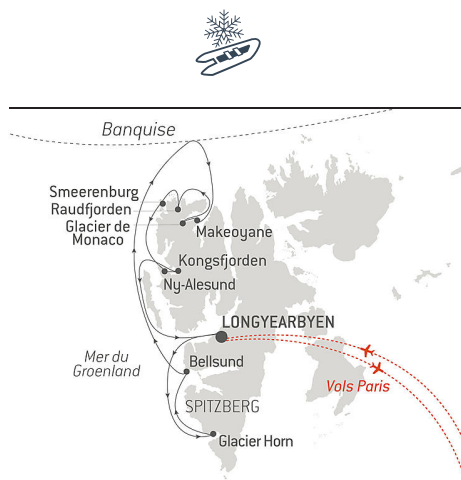 Banquise
Smeerenburg
Raudfjorden
Glacier de
Monaco
Makeoyane
Kongsfjorden
Ny-Alesund
LONGYEARBYEN
Mer du
Groenland
Bellsund
Vols Paris
SPITZBERG
Glacier Horn